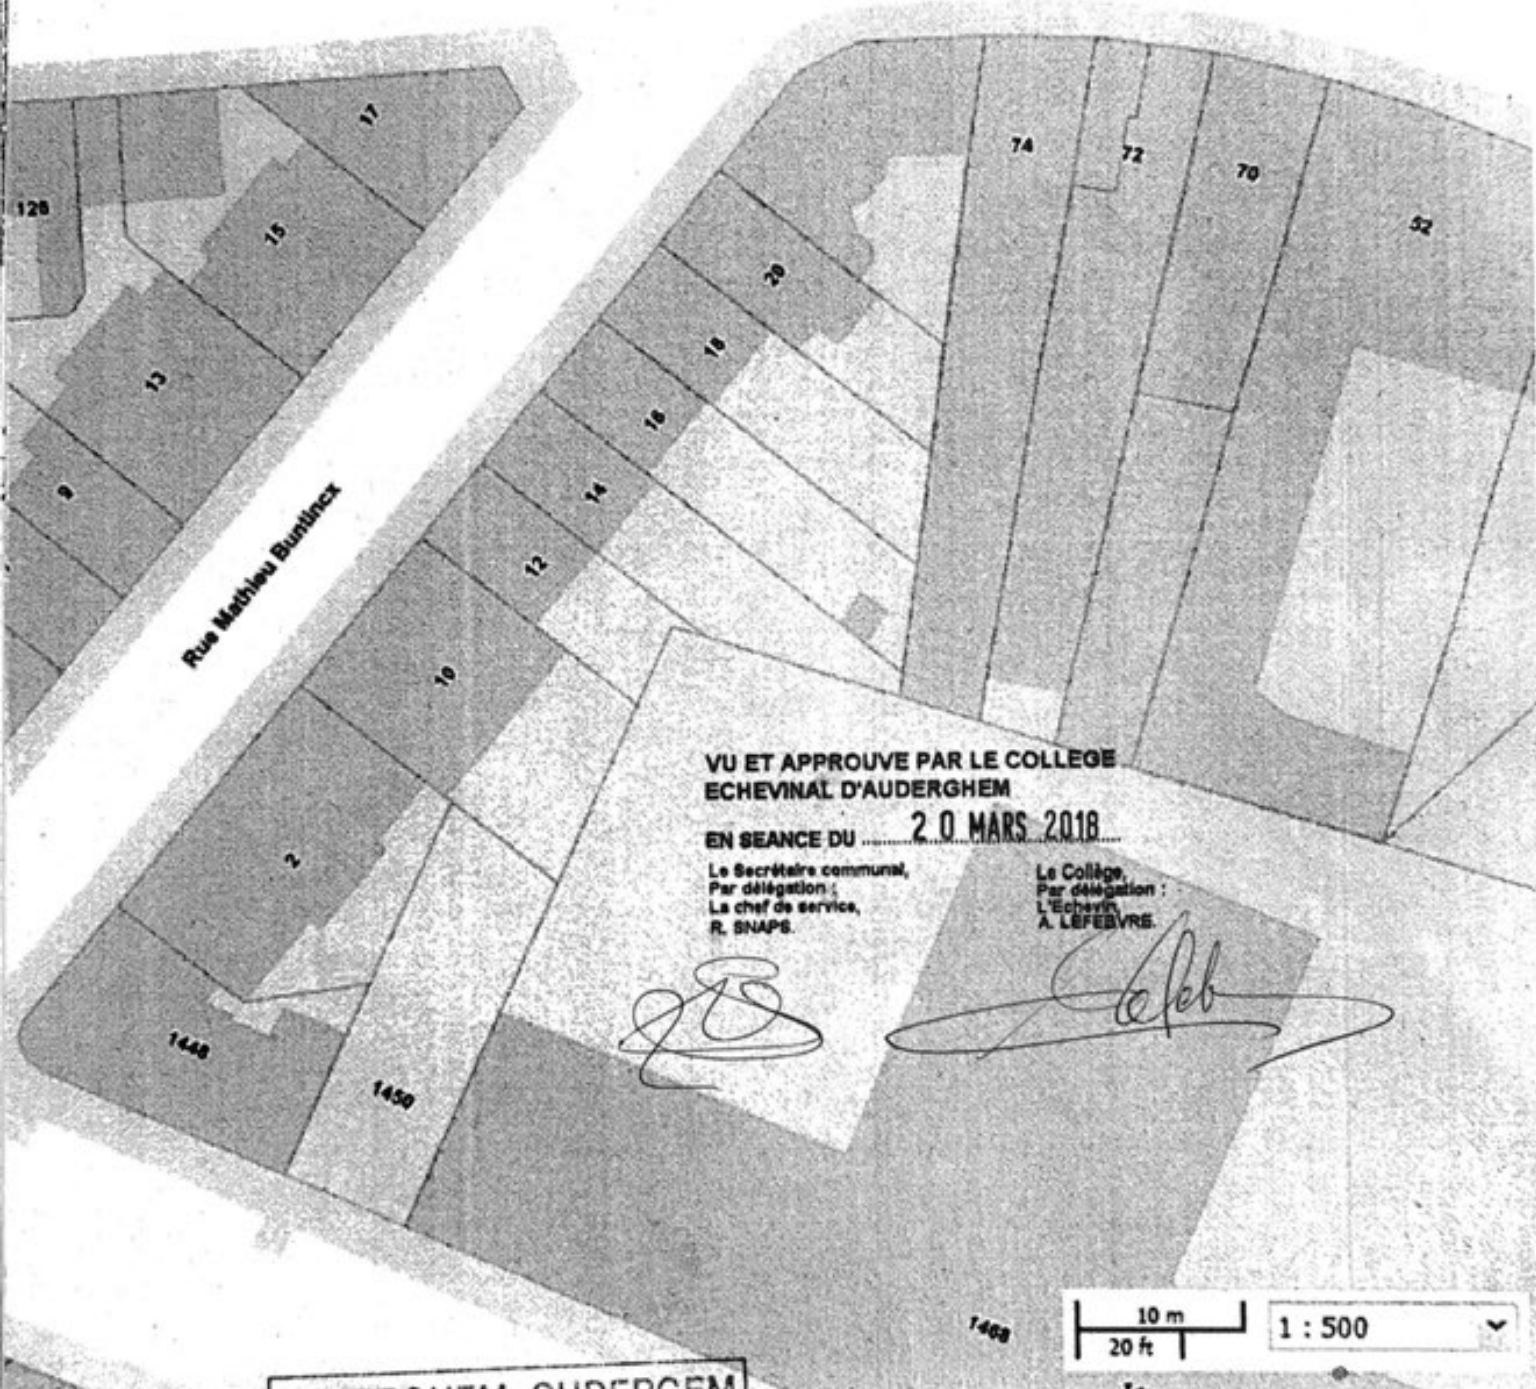 17
74
72
70
126
52
15
20
18
13
16
9
14
12
Rue Mathieu Buntincx
10
VU ET APPROUVE PAR LE COLLEGE
ECHEVINAL D'AUDERGHEM
EN SEANCE DU 20 MARS 2018
Le Secrétaire communal,
Par délégation :
La chef de service,
R. SNAPS.
Le Collège,
Par délégation :
L'Echevin,
A. LEFEBVRE.
2
1448
1450
1468
10 m
20 ft
1 : 500
OUDERGEM